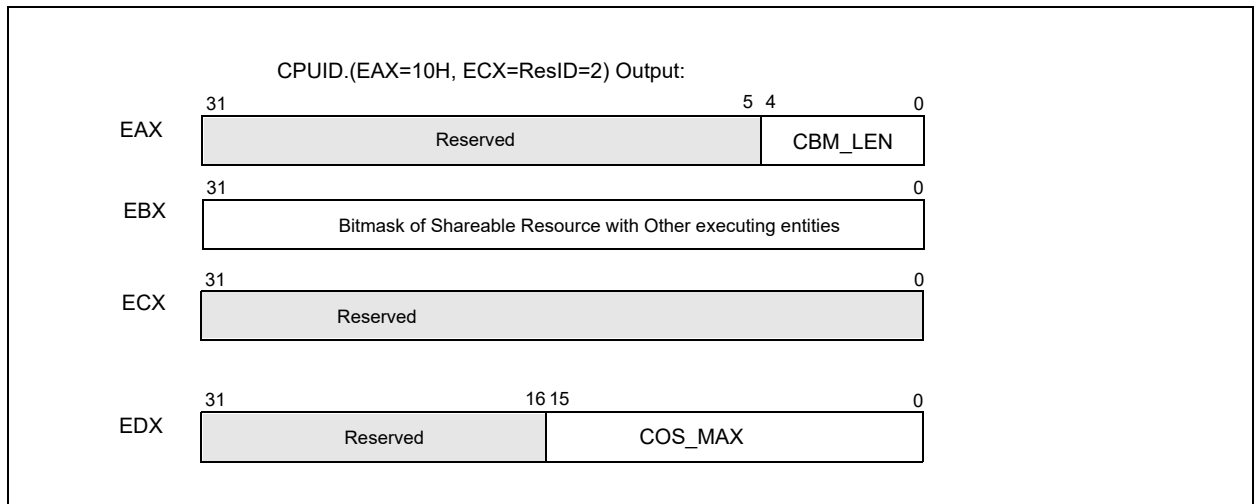 CPUID.(EAX=10H, ECX=ResID=2) Output:
31 5 4 0
EAX Reserved CBM_LEN
31 0
EBX Bitmask of Shareable Resource with Other executing entities
31 0
ECX Reserved
31 16 15 0
EDX Reserved COS_MAX